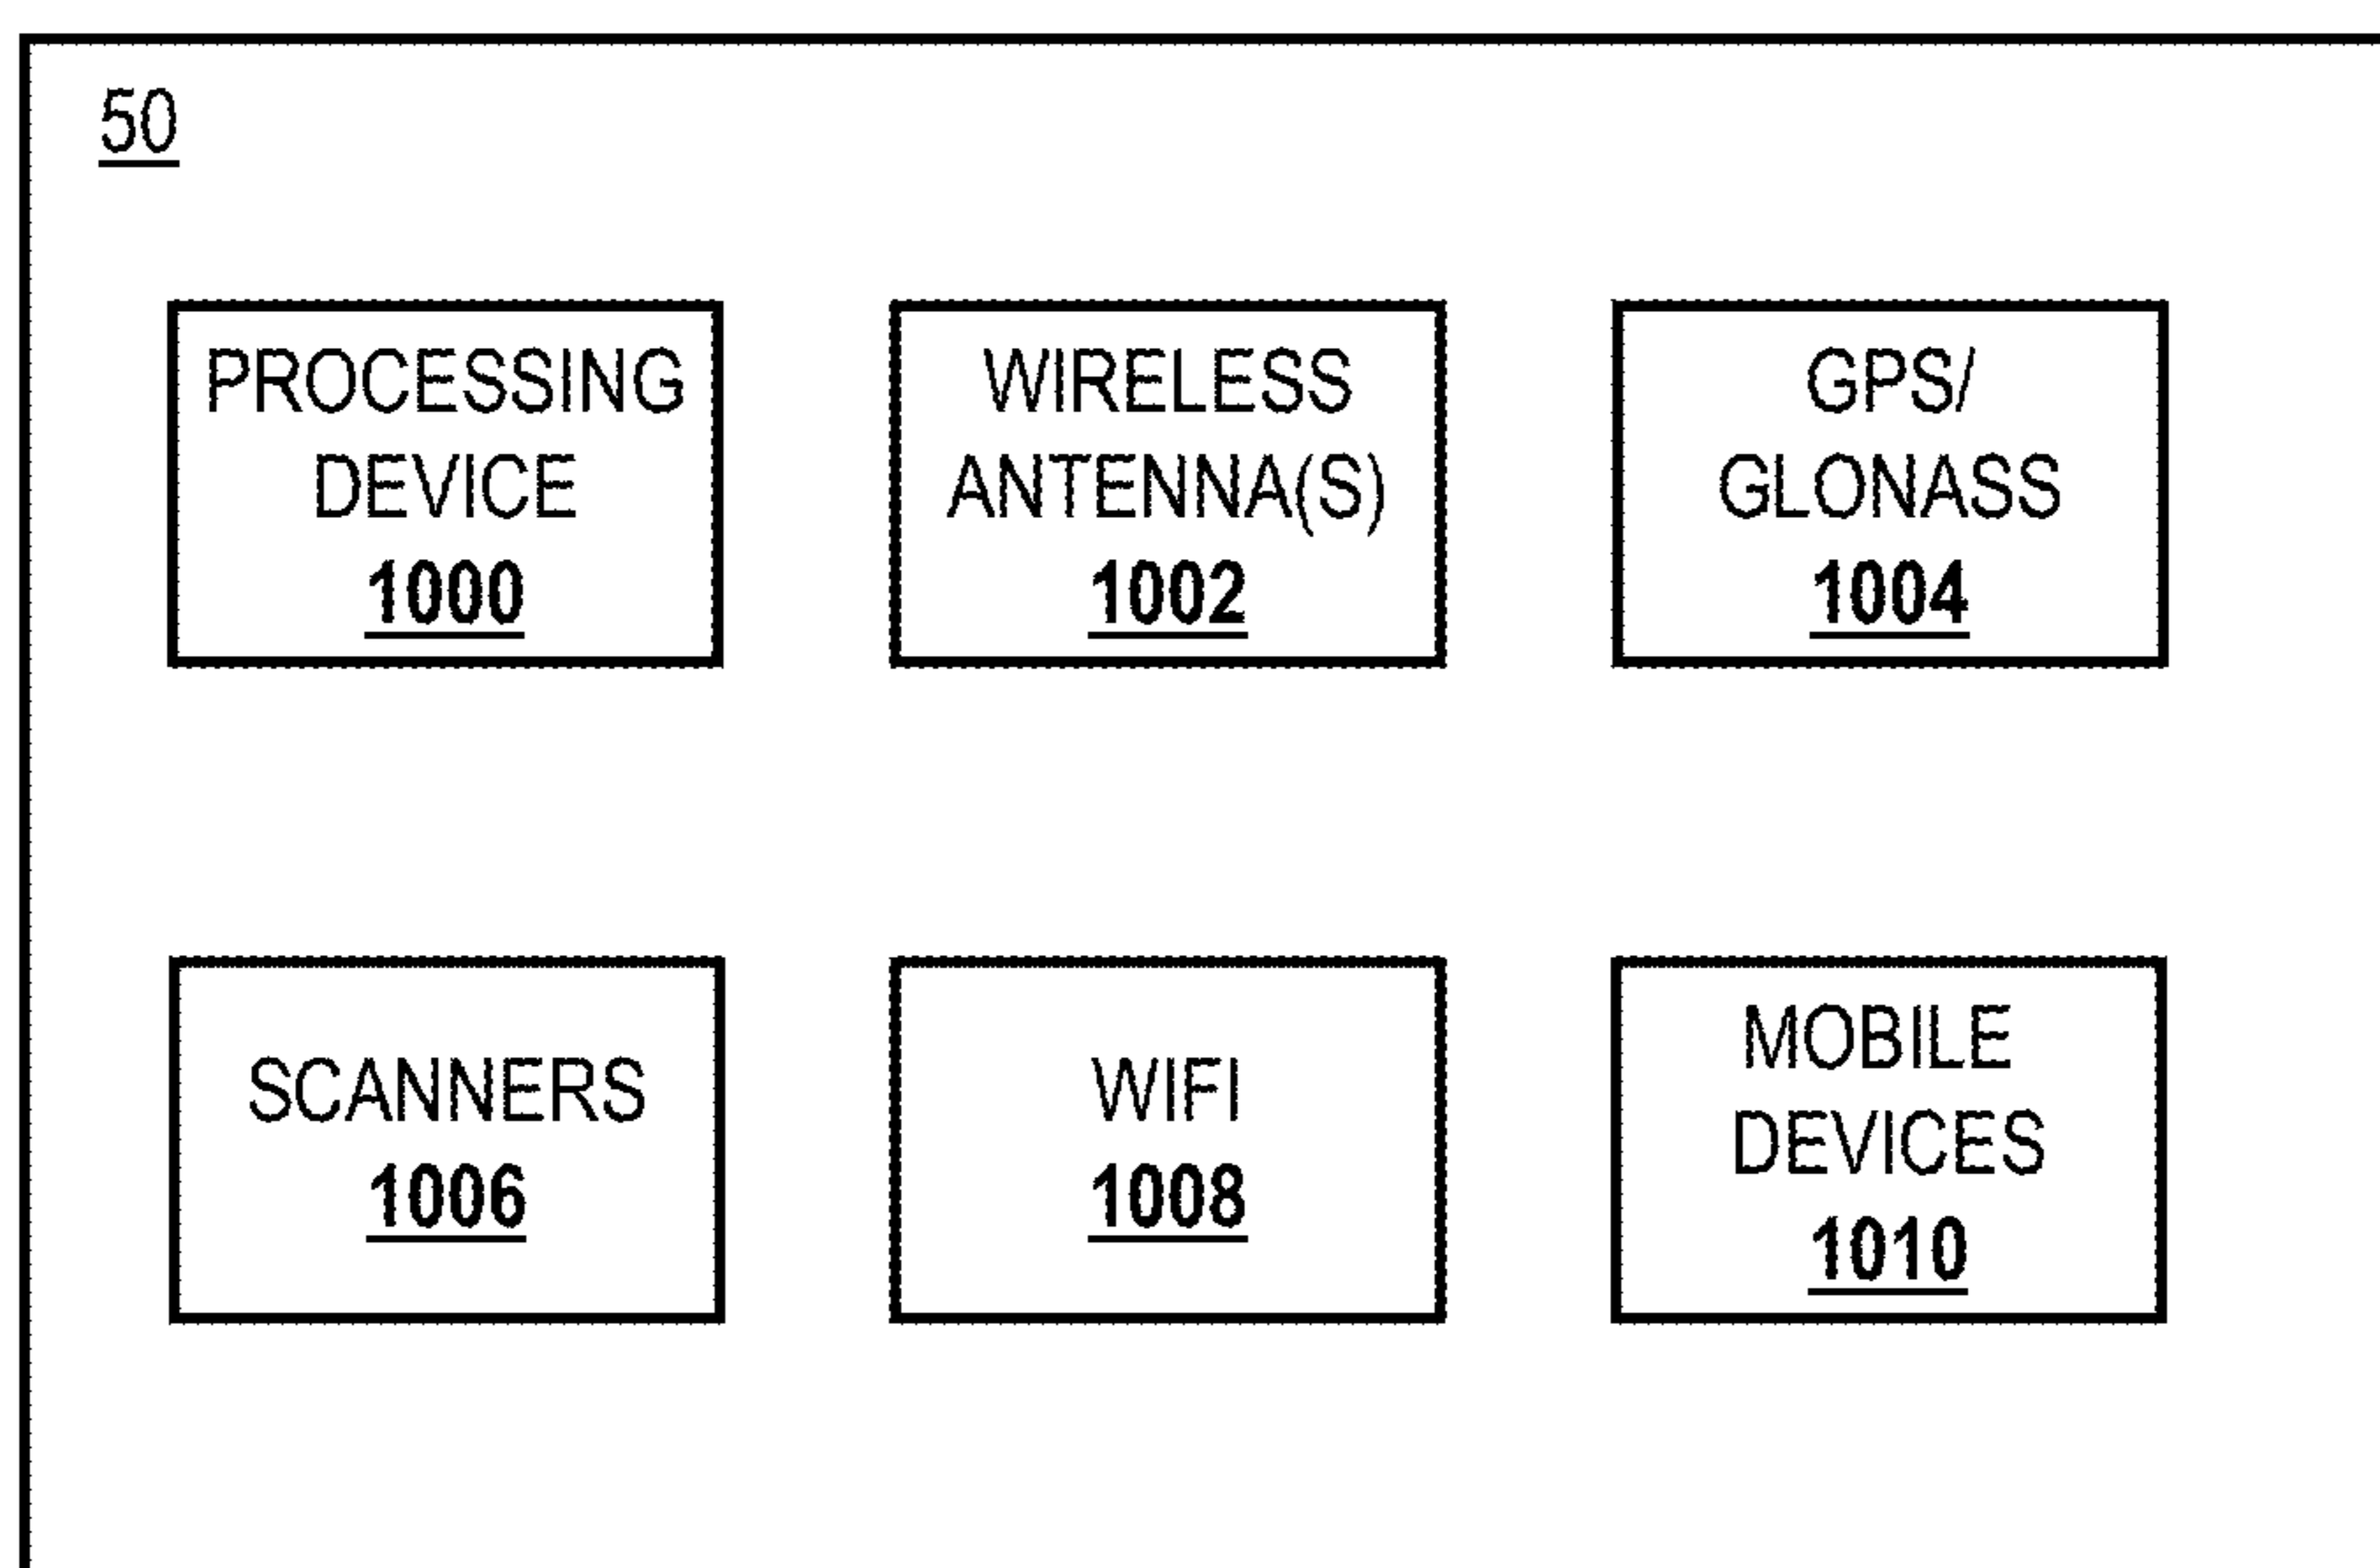 50
PROCESSING
DEVICE
1000
WIRELESS
ANTENNA(S)
1002
GPS/
GLONASS
1004
SCANNERS
1006
WIFI
1008
MOBILE
DEVICES
1010